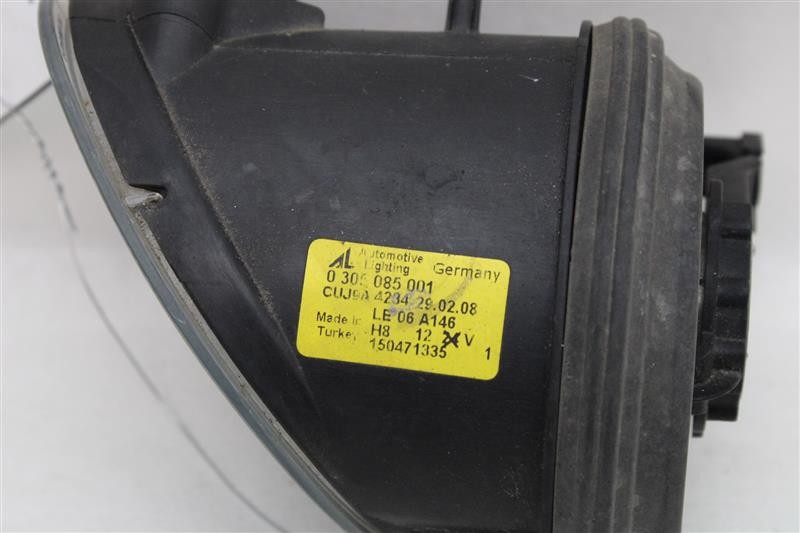 AL Automotive Lighting Germany
0 305 085 001
CUJ9A 4234 29.02.08
Made in LE 06 A146
Turkey H8 12 V
150471335 1